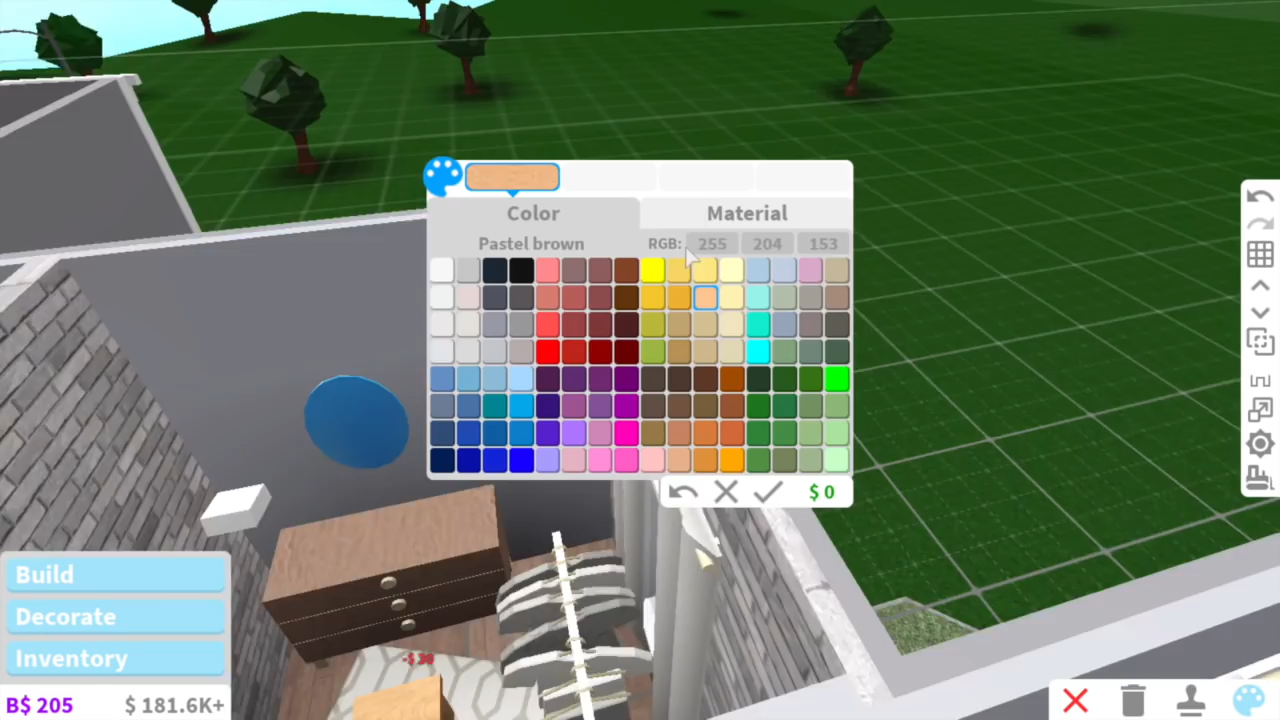 Color
Material
Pastel brown
RGB: 255 204 153
$ 0
Build
Decorate
Inventory
-$ 30
B$ 205
$ 181.6K+